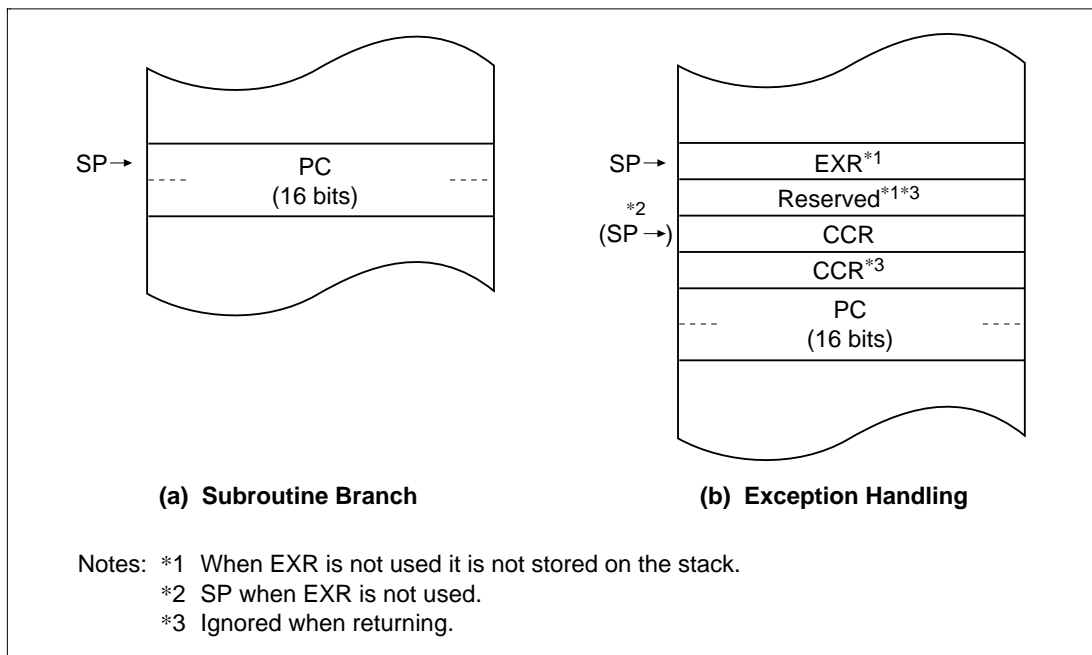 SP→
PC
(16 bits)
(a) Subroutine Branch
SP→
EXR*1
Reserved*1*3
*2
(SP→)
CCR
CCR*3
PC
(16 bits)
(b) Exception Handling
Notes: *1 When EXR is not used it is not stored on the stack.
*2 SP when EXR is not used.
*3 Ignored when returning.